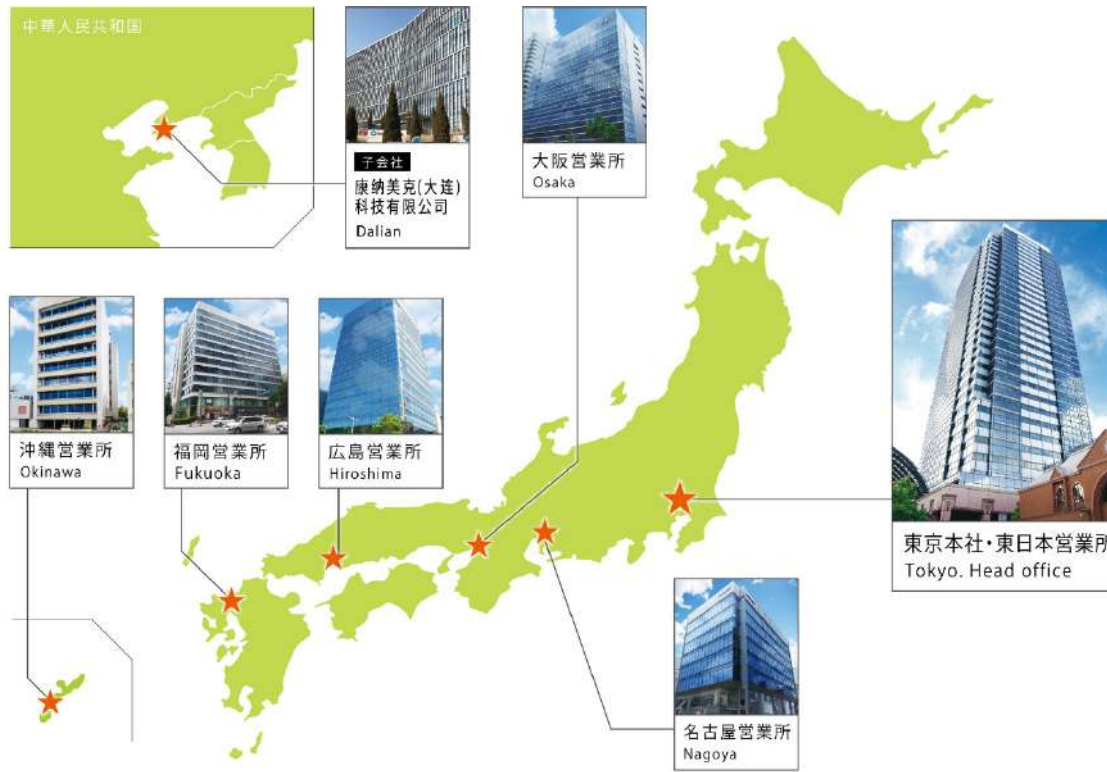 中華人民共和国
子会社
康纳美克(大莲)
科技有限公司
Dalian
大阪営業所
Osaka
沖縄営業所
Okinawa
福岡営業所
Fukuoka
広島営業所
Hiroshima
東京本社・東日本営業所
Tokyo. Head office
名古屋営業所
Nagoya